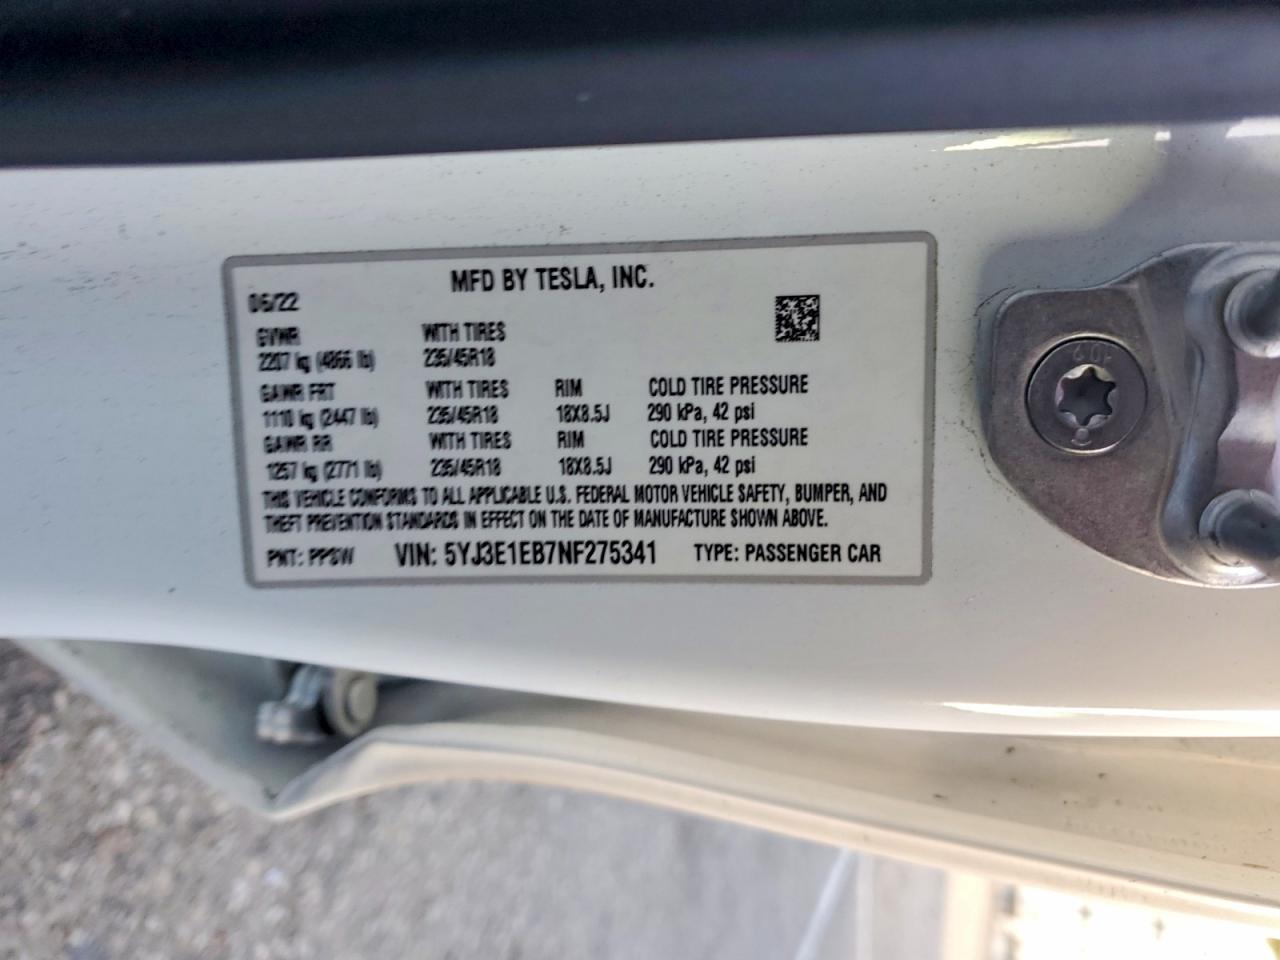 MFD BY TESLA, INC.
06/22
GVWR WITH TIRES
2207 kg (4866 lb) 235/45R18
GAWR FRT WITH TIRES RIM COLD TIRE PRESSURE
1110 kg (2447 lb) 235/45R18 18X8.5J 290 kPa, 42 psi
GAWR RR WITH TIRES RIM COLD TIRE PRESSURE
1257 kg (2771 lb) 235/45R18 18X8.5J 290 kPa, 42 psi
THIS VEHICLE CONFORMS TO ALL APPLICABLE U.S. FEDERAL MOTOR VEHICLE SAFETY, BUMPER, AND
THEFT PREVENTION STANDARDS IN EFFECT ON THE DATE OF MANUFACTURE SHOWN ABOVE.
PNT: PPSW VIN: 5YJ3E1EB7NF275341 TYPE: PASSENGER CAR